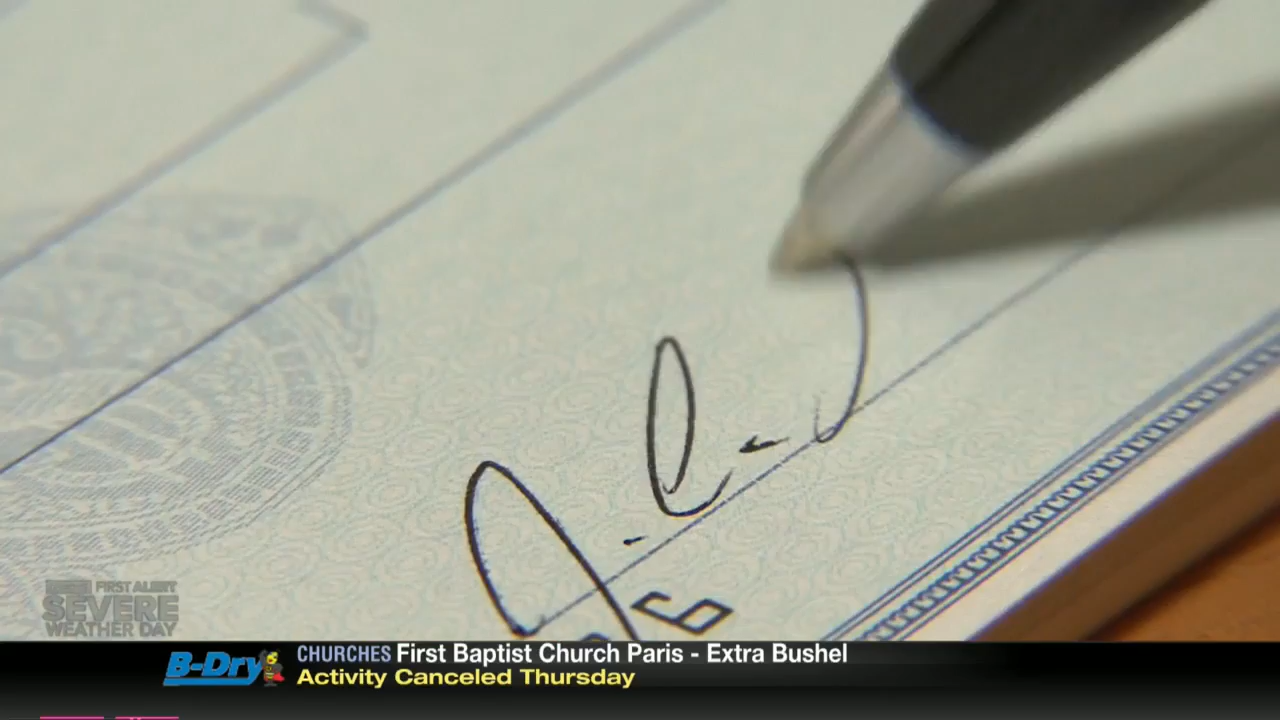 FIRST ALERT
SEVERE
WEATHER DAY
B-Dry
CHURCHES First Baptist Church Paris - Extra Bushel
Activity Canceled Thursday